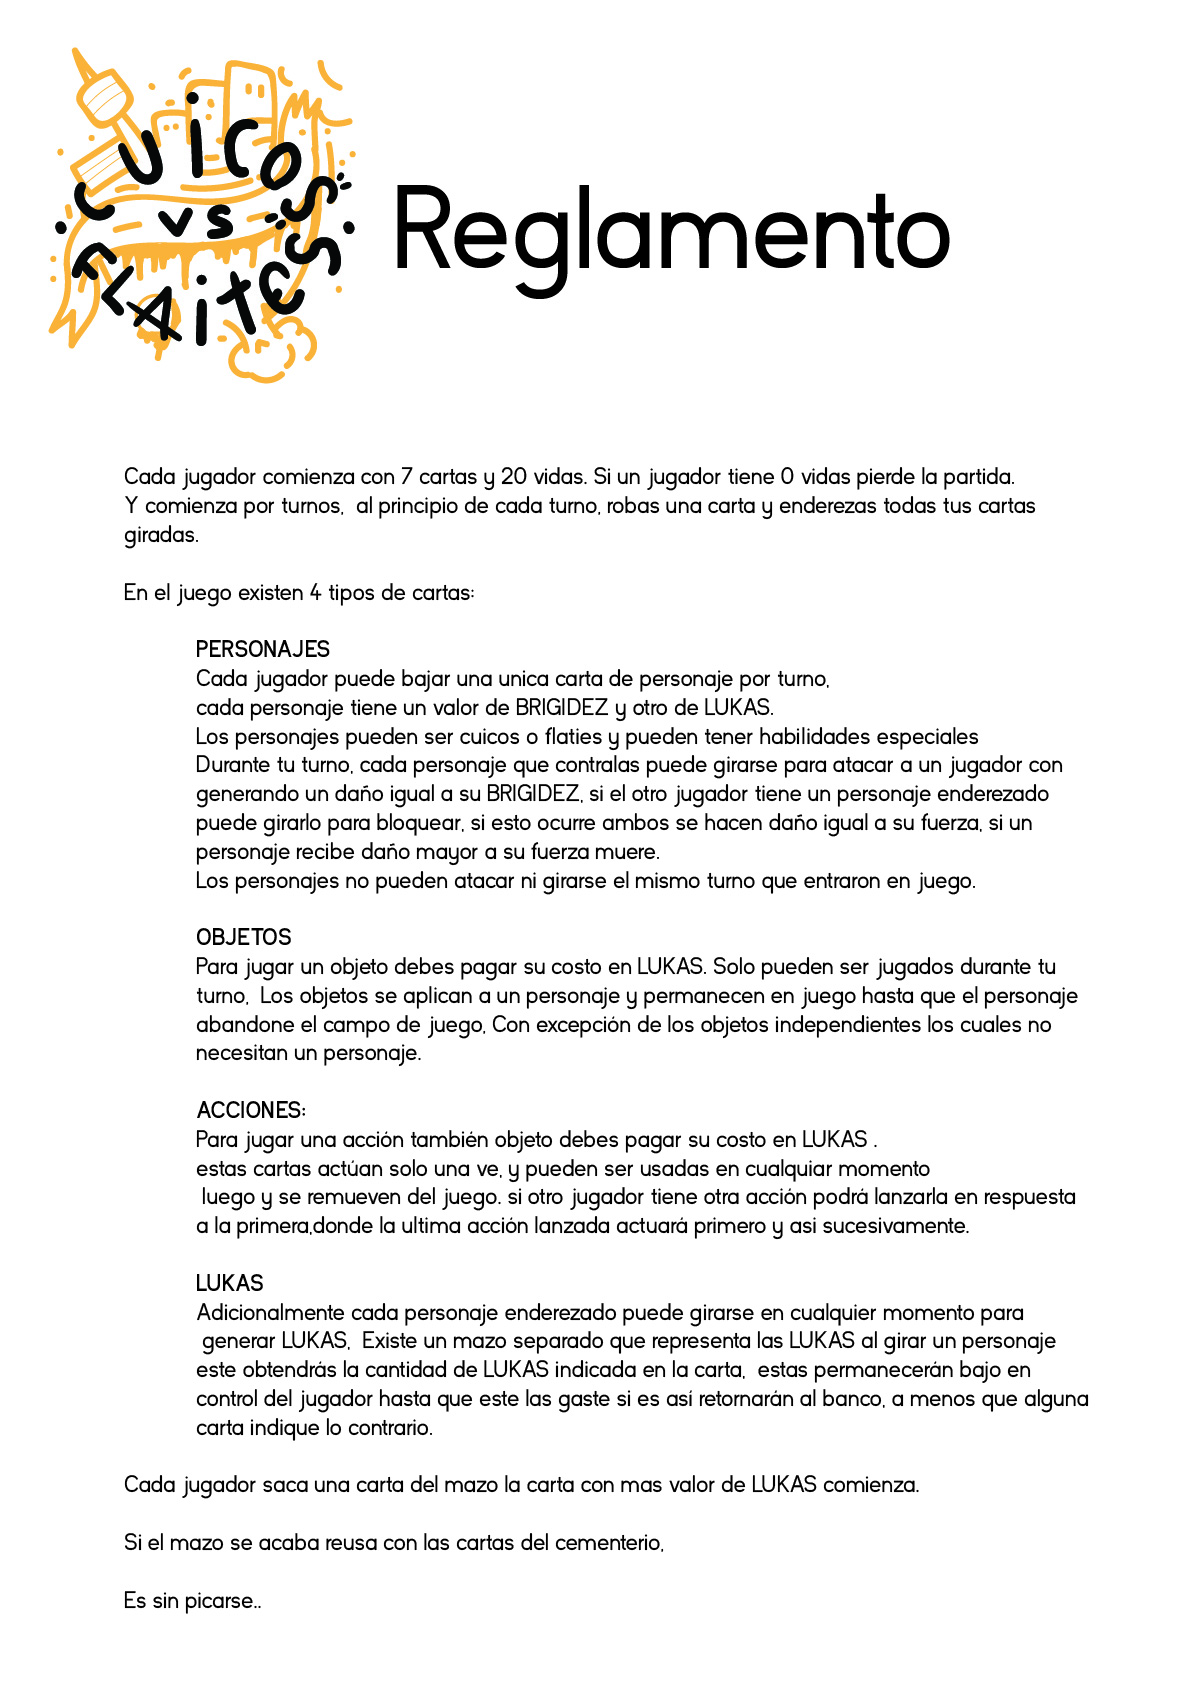 CUICOS
vs
FLAITES
Reglamento
Cada jugador comienza con 7 cartas y 20 vidas. Si un jugador tiene 0 vidas pierde la partida.
Y comienza por turnos, al principio de cada turno, robas una carta y enderezas todas tus cartas
giradas.
En el juego existen 4 tipos de cartas:
PERSONAJES
Cada jugador puede bajar una unica carta de personaje por turno,
cada personaje tiene un valor de BRIGIDEZ y otro de LUKAS.
Los personajes pueden ser cuicos o flaties y pueden tener habilidades especiales
Durante tu turno, cada personaje que contralas puede girarse para atacar a un jugador con
generando un daño igual a su BRIGIDEZ, si el otro jugador tiene un personaje enderezado
puede girarlo para bloquear, si esto ocurre ambos se hacen daño igual a su fuerza, si un
personaje recibe daño mayor a su fuerza muere.
Los personajes no pueden atacar ni girarse el mismo turno que entraron en juego.
OBJETOS
Para jugar un objeto debes pagar su costo en LUKAS. Solo pueden ser jugados durante tu
turno, Los objetos se aplican a un personaje y permanecen en juego hasta que el personaje
abandone el campo de juego, Con excepción de los objetos independientes los cuales no
necesitan un personaje.
ACCIONES:
Para jugar una acción también objeto debes pagar su costo en LUKAS .
estas cartas actúan solo una ve, y pueden ser usadas en cualquiar momento
luego y se remueven del juego. si otro jugador tiene otra acción podrá lanzarla en respuesta
a la primera,donde la ultima acción lanzada actuará primero y asi sucesivamente.
LUKAS
Adicionalmente cada personaje enderezado puede girarse en cualquier momento para
generar LUKAS, Existe un mazo separado que representa las LUKAS al girar un personaje
este obtendrás la cantidad de LUKAS indicada en la carta, estas permanecerán bajo en
control del jugador hasta que este las gaste si es así retornarán al banco, a menos que alguna
carta indique lo contrario.
Cada jugador saca una carta del mazo la carta con mas valor de LUKAS comienza.
Si el mazo se acaba reusa con las cartas del cementerio,
Es sin picarse..